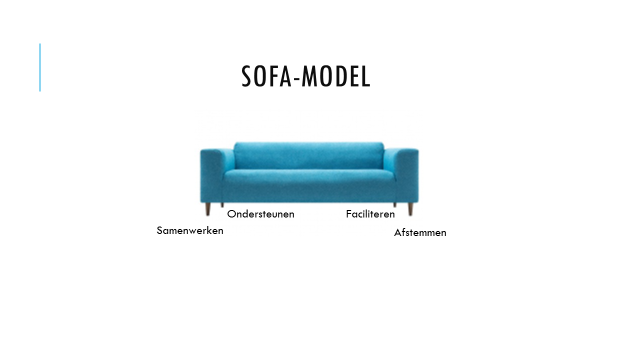 SOFA-MODEL
Ondersteunen
Faciliteren
Samenwerken
Afstemmen